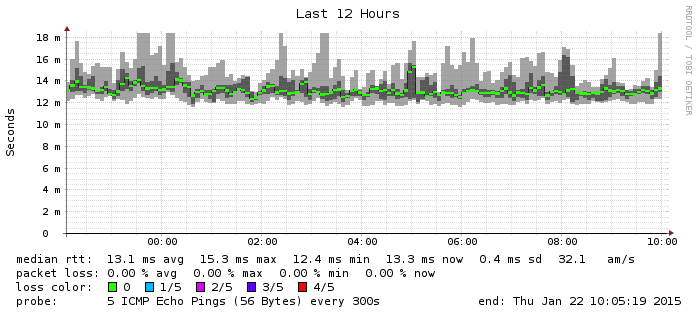 Last 12 Hours
RRDTOOL / TOBI OETIKER
Seconds
18 m
16 m
14 m
12 m
10 m
8 m
6 m
4 m
2 m
0
00:00 02:00 04:00 06:00 08:00 10:00
median rtt: 13.1 ms avg 15.3 ms max 12.4 ms min 13.3 ms now 0.4 ms sd 32.1 am/s
packet loss: 0.00 % avg 0.00 % max 0.00 % min 0.00 % now
loss color: 0 1/5 2/5 3/5 4/5
probe: 5 ICMP Echo Pings (56 Bytes) every 300s end: Thu Jan 22 10:05:19 2015